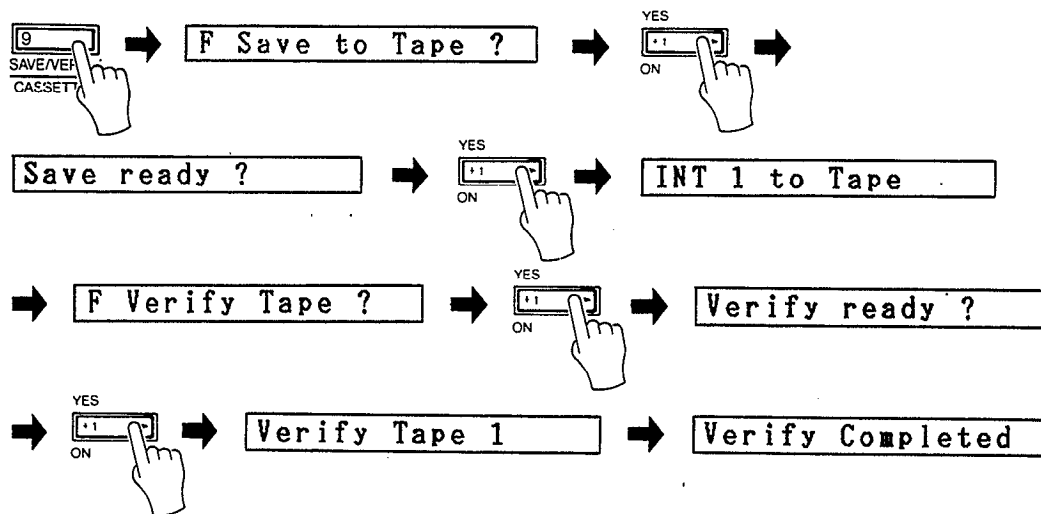 9
SAVE/VER
CASSETT
F Save to Tape ?
YES
+1
ON
Save ready ?
YES
+1
ON
INT 1 to Tape
F Verify Tape ?
YES
+1
ON
Verify ready ?
YES
+1
ON
Verify Tape 1
Verify Completed